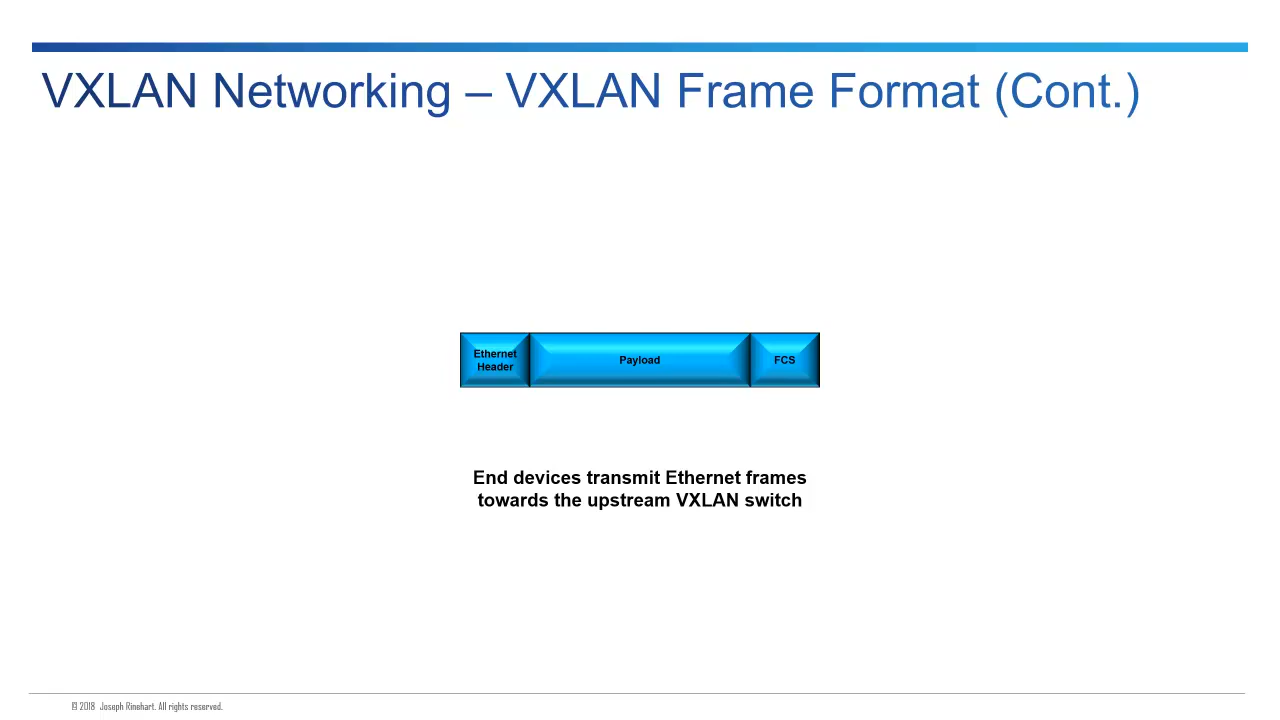 VXLAN Networking – VXLAN Frame Format (Cont.)
Ethernet
Header
Payload
FCS
End devices transmit Ethernet frames
towards the upstream VXLAN switch
© 2018 Joseph Rinehart. All rights reserved.